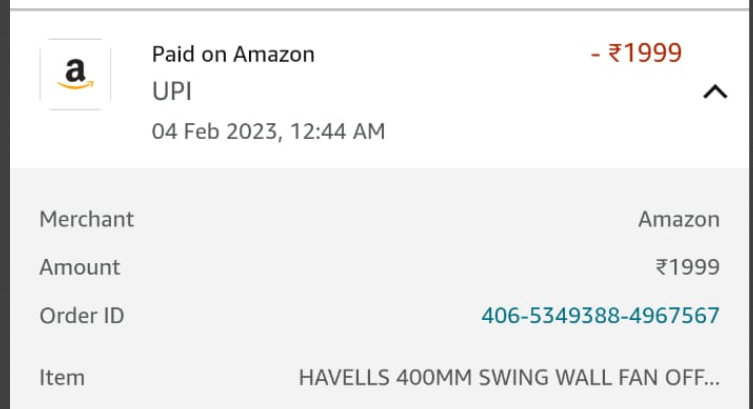 a
Paid on Amazon - ₹1999
UPI
04 Feb 2023, 12:44 AM
Merchant Amazon
Amount ₹1999
Order ID 406-5349388-4967567
Item HAVELLS 400MM SWING WALL FAN OFF...